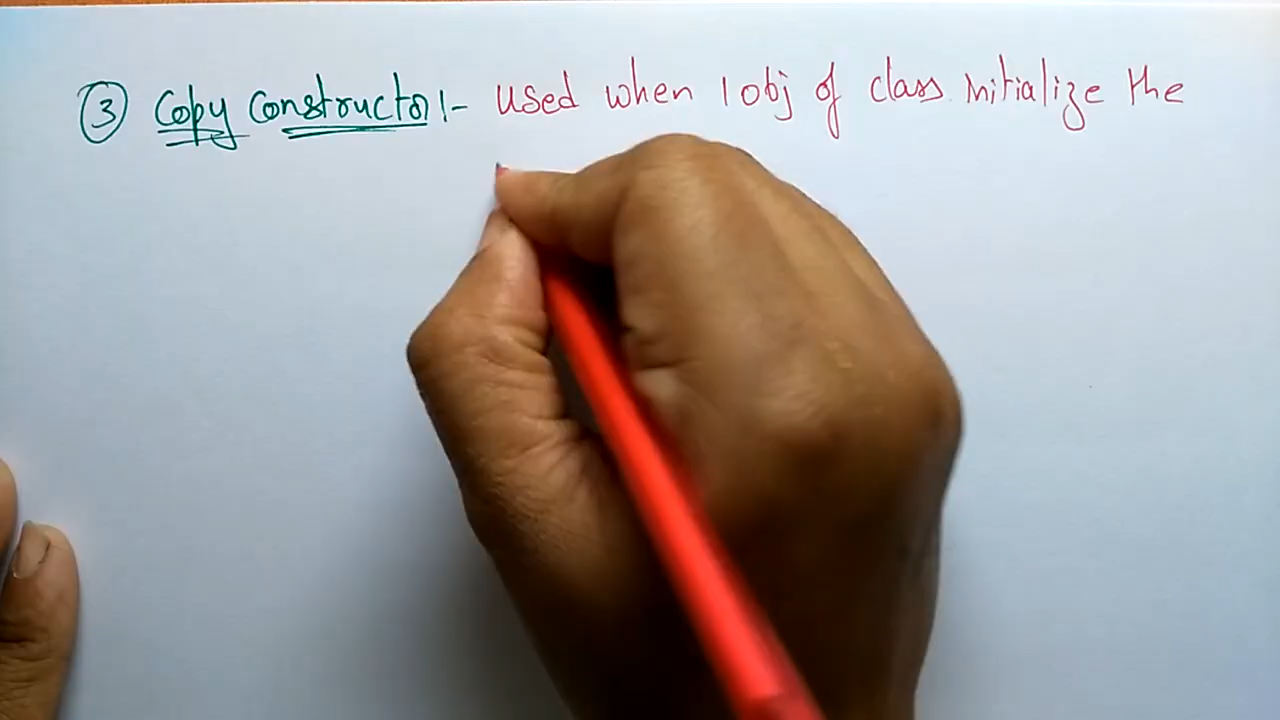 ③ Copy Constructor:- used when 1 obj of class initialize the